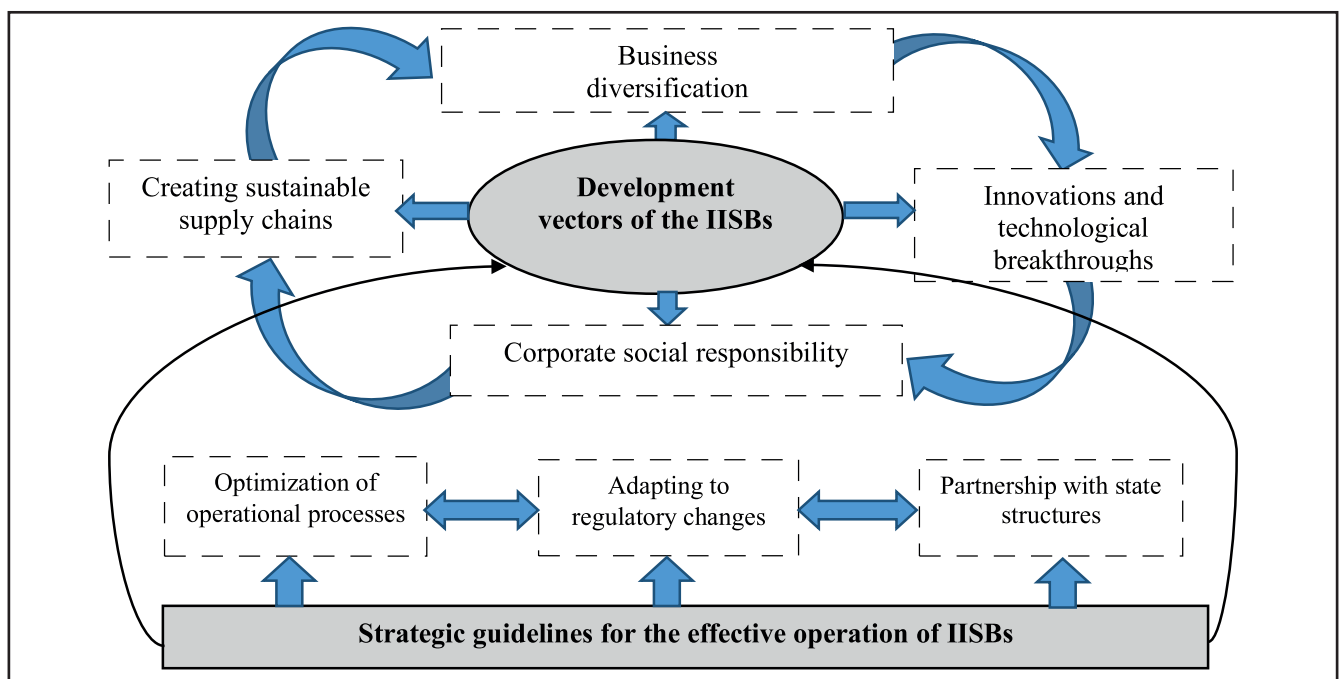 Business
diversification
Creating sustainable
supply chains
Development
vectors of the IISBs
Innovations and
technological
breakthroughs
Corporate social responsibility
Optimization of
operational processes
Adapting to
regulatory changes
Partnership with state
structures
Strategic guidelines for the effective operation of IISBs